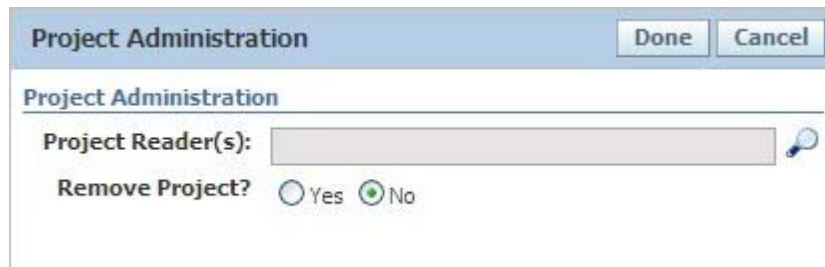 Project Administration Done Cancel
Project Administration
Project Reader(s):
Remove Project? Yes No